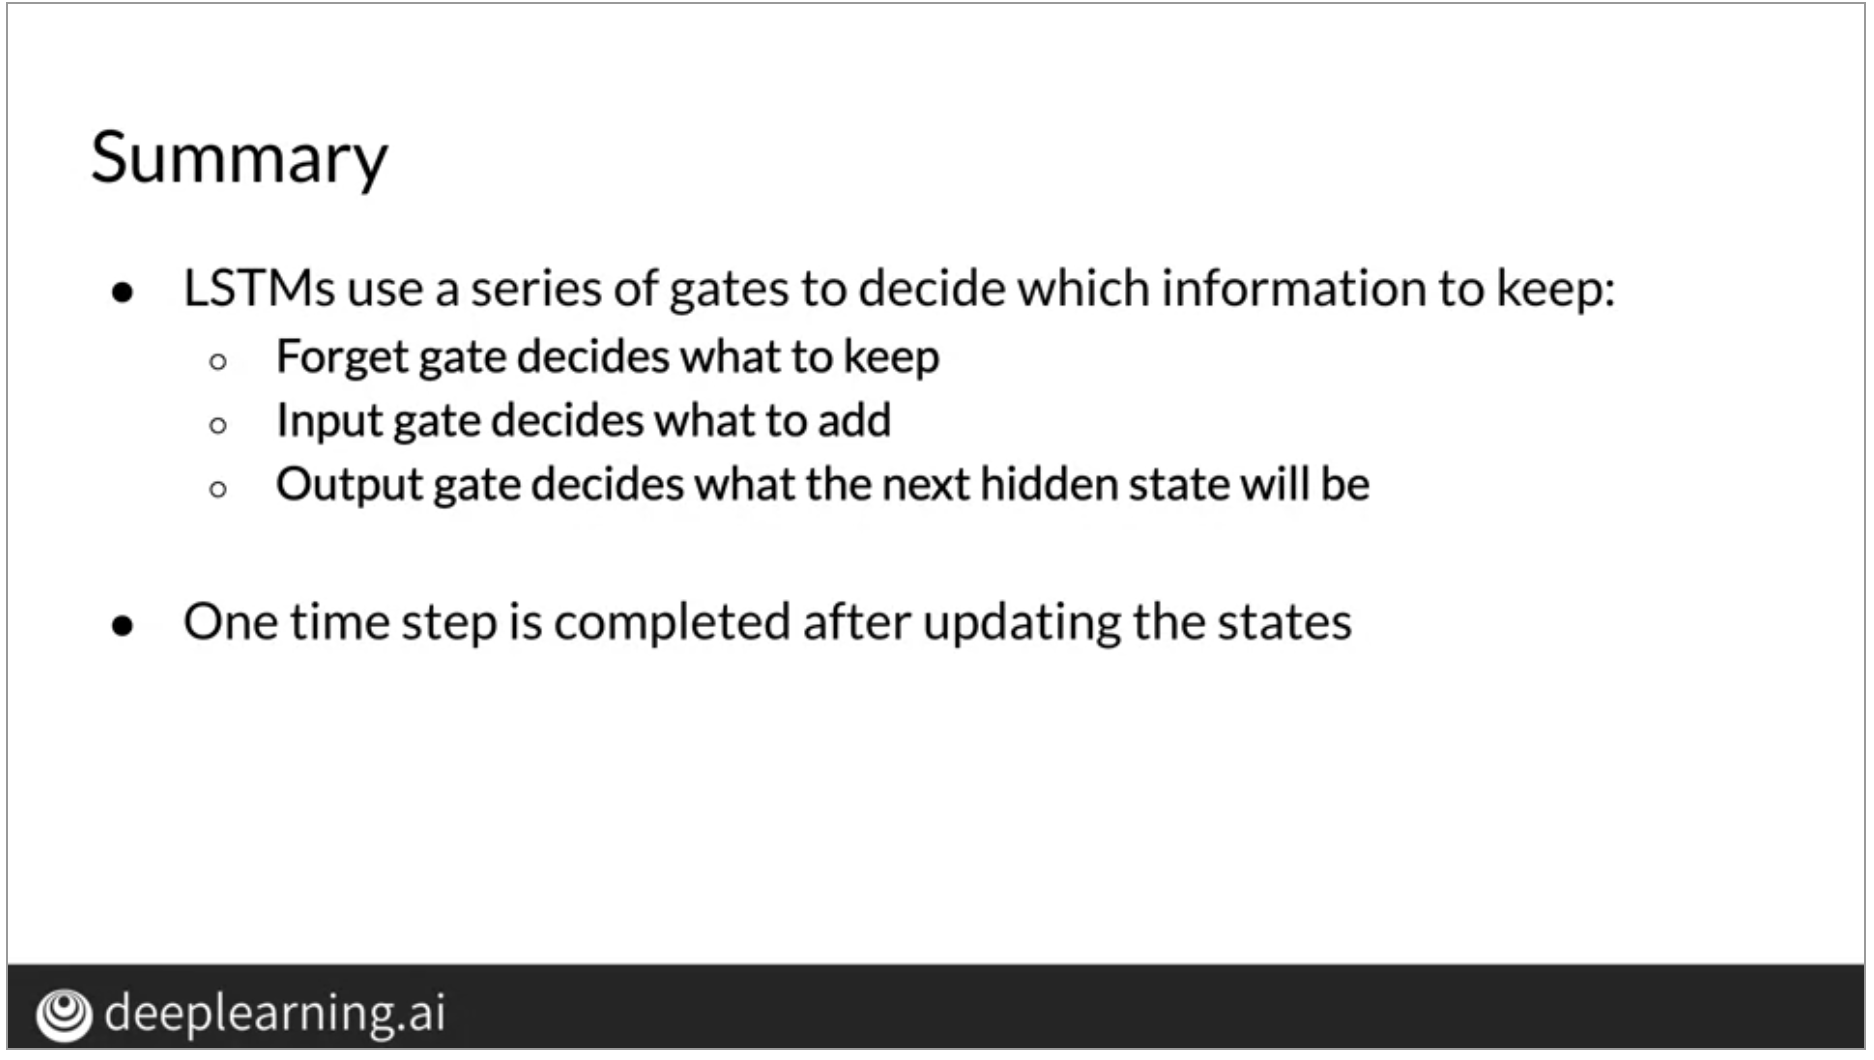 Summary
● LSTMs use a series of gates to decide which information to keep:
○ Forget gate decides what to keep
○ Input gate decides what to add
○ Output gate decides what the next hidden state will be
● One time step is completed after updating the states
deeplearning.ai